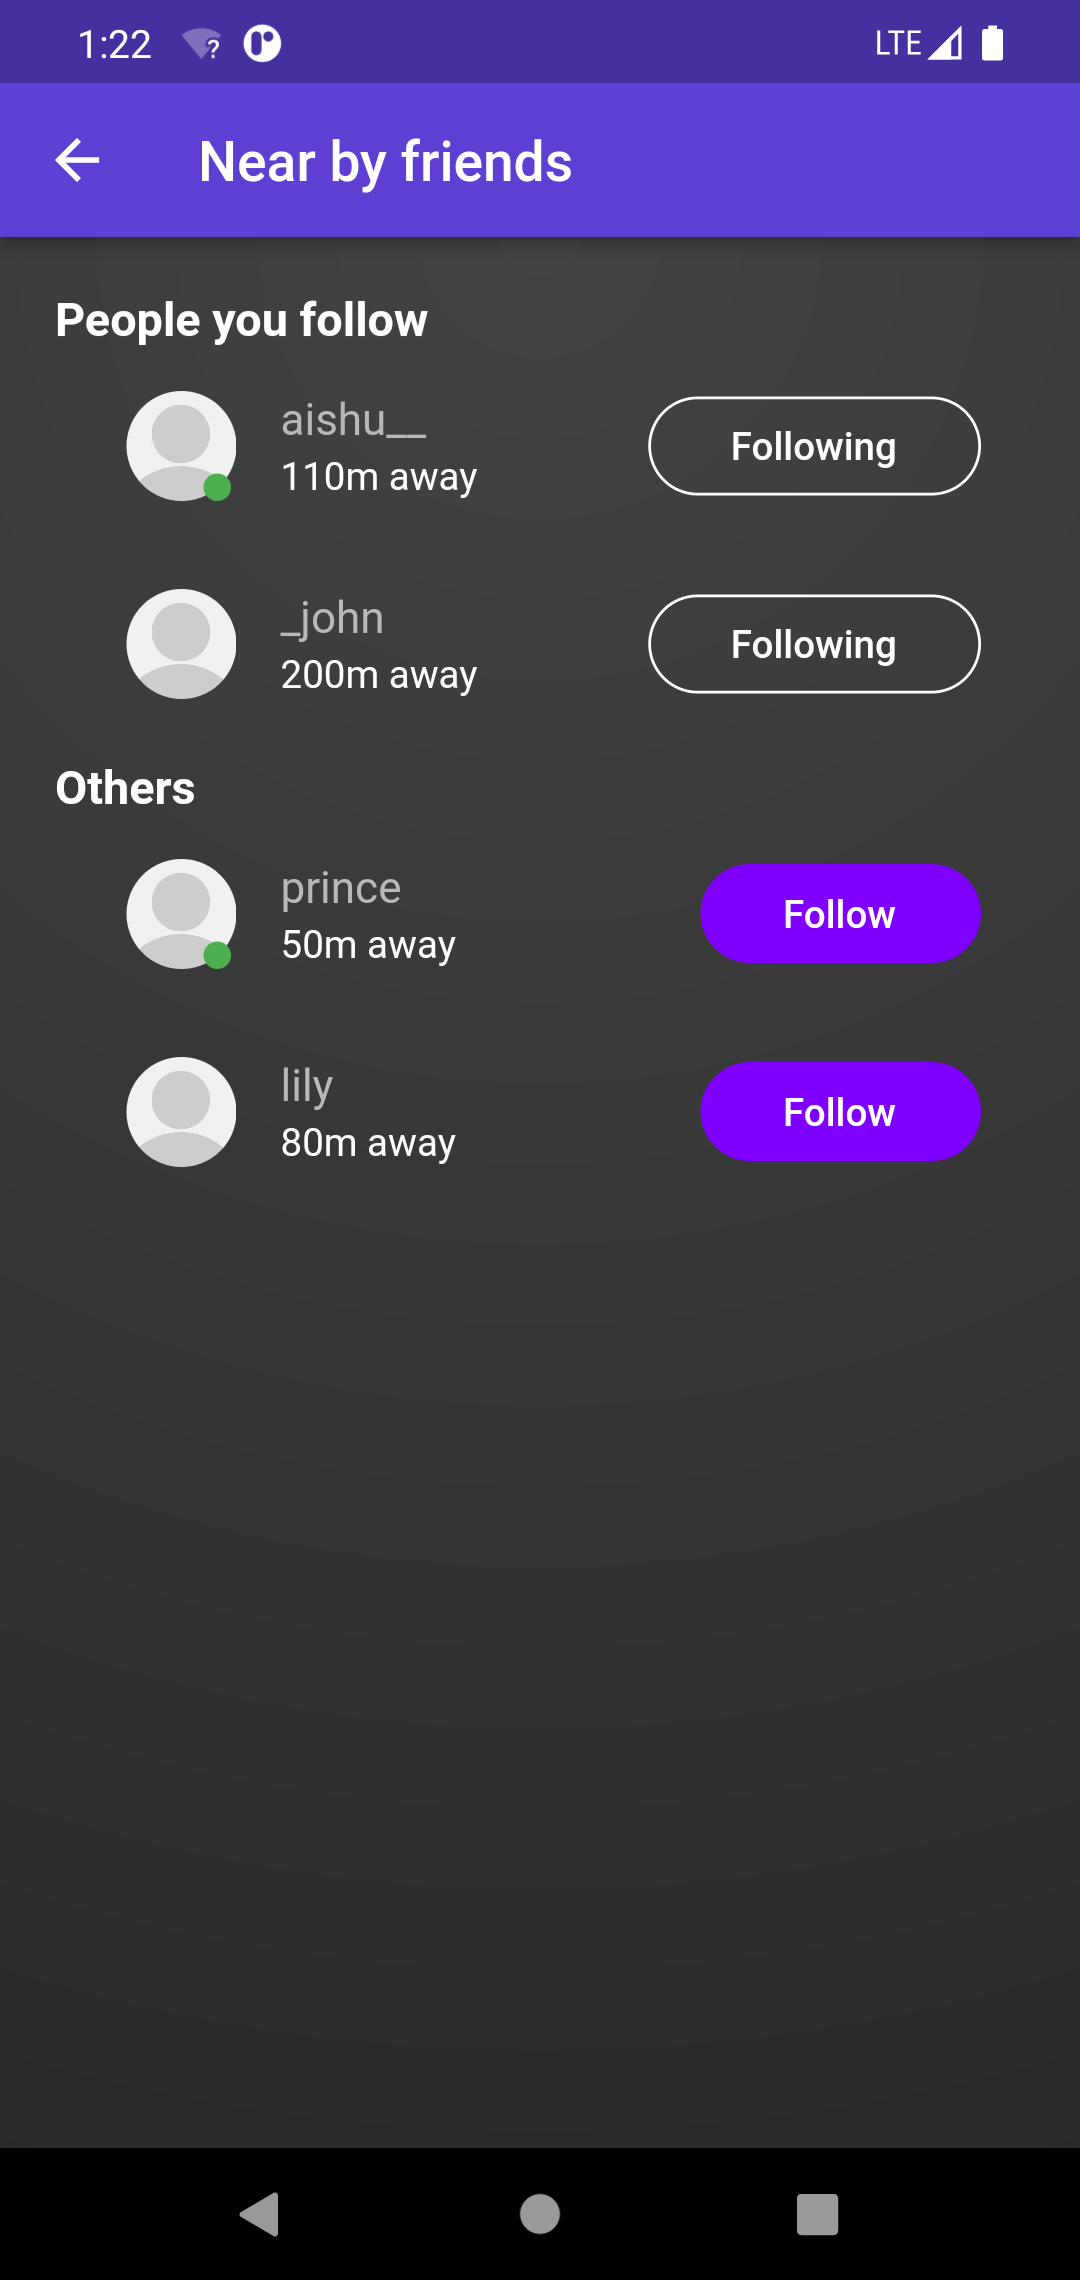 1:22 ? LTE
Near by friends
People you follow
aishu__
110m away
Following
_john
200m away
Following
Others
prince
50m away
Follow
lily
80m away
Follow